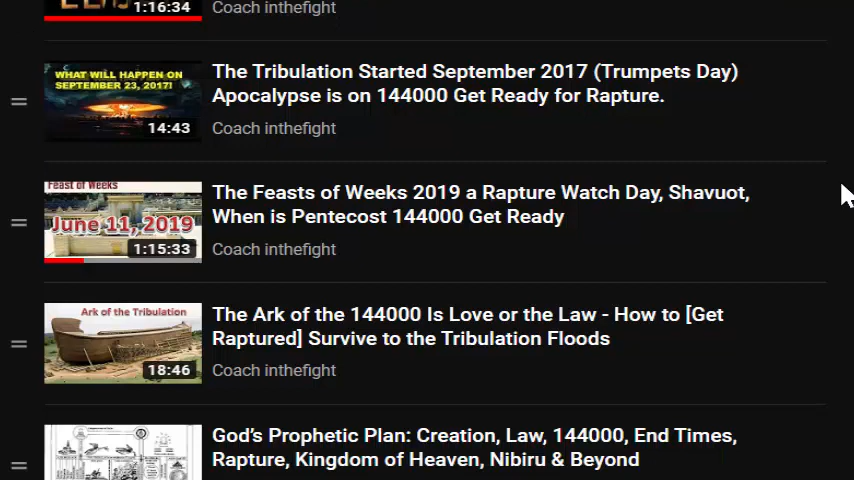 1:16:34
Coach inthefight
WHAT WILL HAPPEN ON
SEPTEMBER 23, 2017!
14:43
The Tribulation Started September 2017 (Trumpets Day)
Apocalypse is on 144000 Get Ready for Rapture.
Coach inthefight
Feast of Weeks
June 11, 2019
1:15:33
The Feasts of Weeks 2019 a Rapture Watch Day, Shavuot,
When is Pentecost 144000 Get Ready
Coach inthefight
Ark of the Tribulation
18:46
The Ark of the 144000 Is Love or the Law - How to [Get
Raptured] Survive to the Tribulation Floods
Coach inthefight
God's Prophetic Plan: Creation, Law, 144000, End Times,
Rapture, Kingdom of Heaven, Nibiru & Beyond